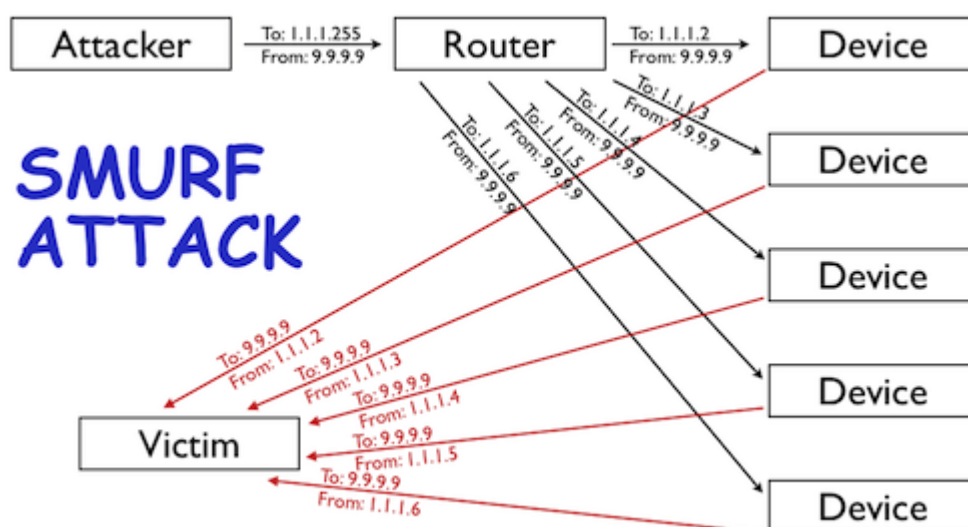 Attacker
To: 1.1.1.255
From: 9.9.9.9
Router
To: 1.1.1.2
From: 9.9.9.9
Device
To: 1.1.1.3
From: 9.9.9.9
To: 1.1.1.4
From: 9.9.9.9
To: 1.1.1.5
From: 9.9.9.9
To: 1.1.1.6
From: 9.9.9.9
Device
SMURF
ATTACK
Device
To: 9.9.9.9
From: 1.1.1.2
To: 9.9.9.9
From: 1.1.1.3
To: 9.9.9.9
From: 1.1.1.4
Device
Victim
To: 9.9.9.9
From: 1.1.1.5
To: 9.9.9.9
From: 1.1.1.6
Device